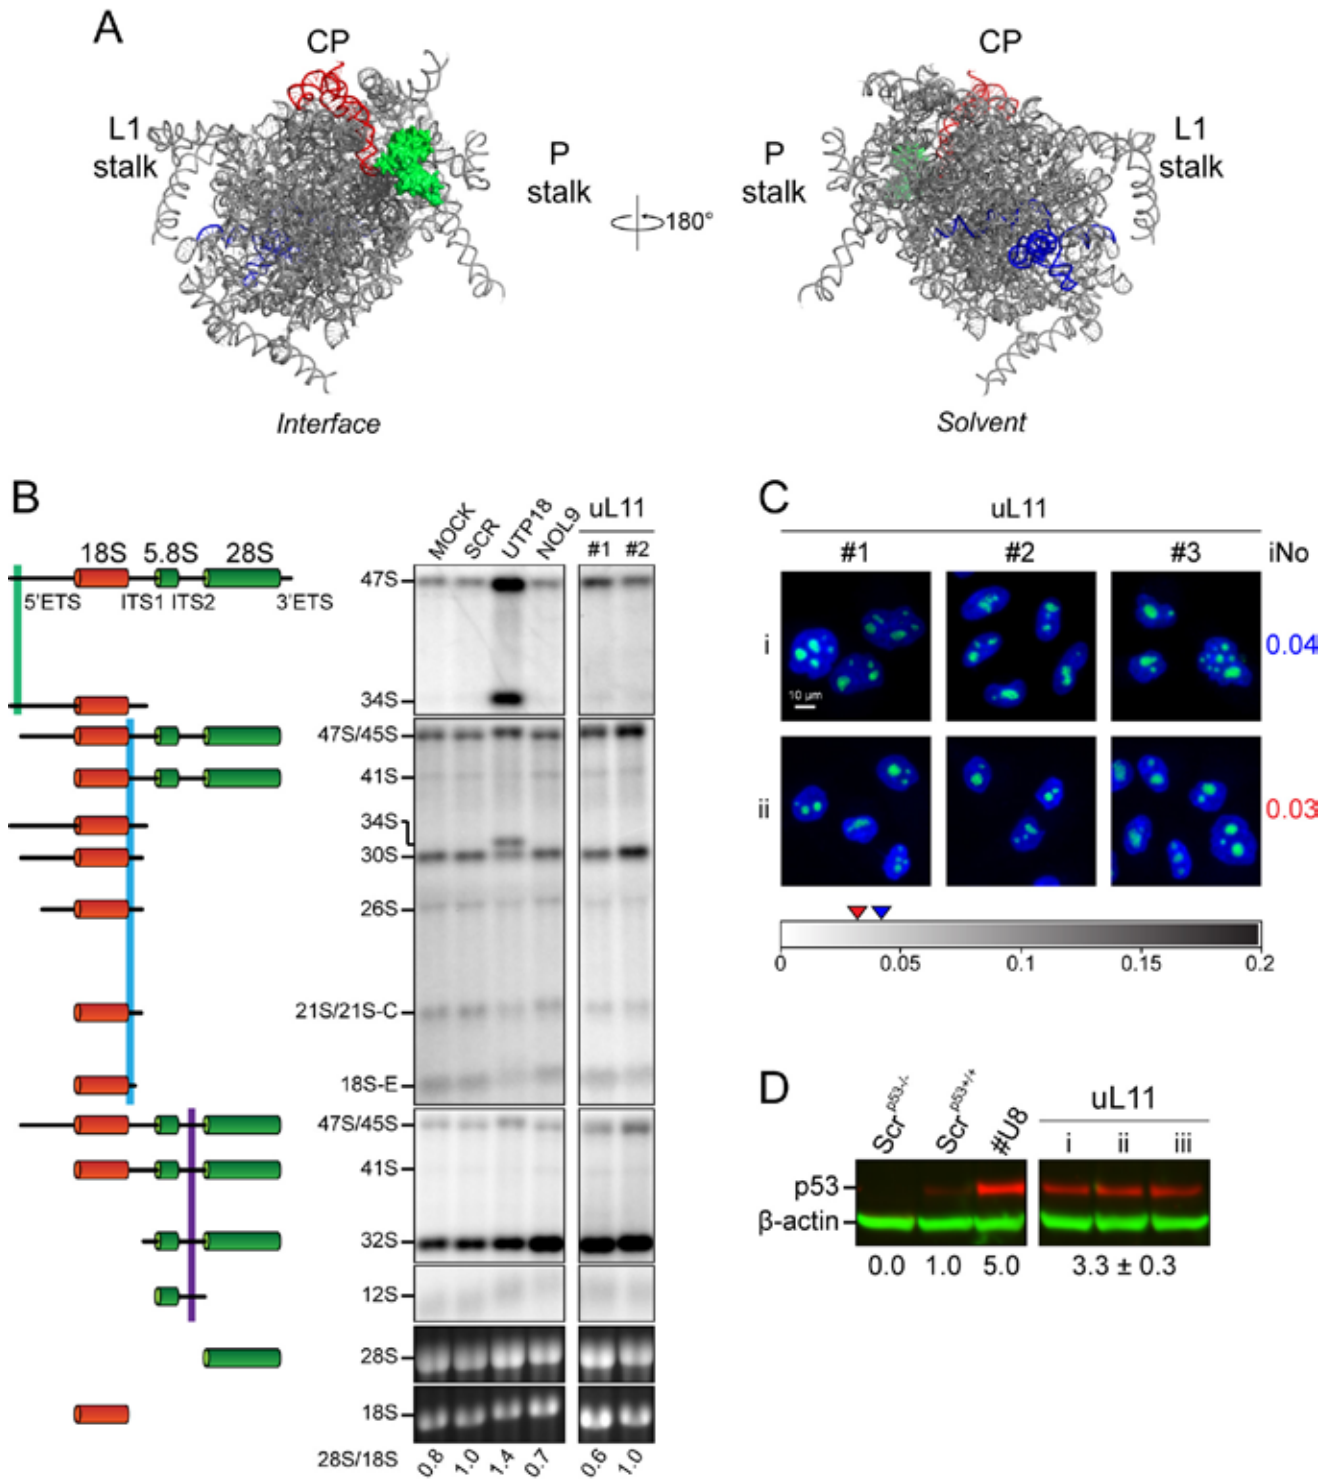 A
CP
L1
stalk
P
stalk
Interface
180°
CP
P
stalk
L1
stalk
Solvent
B
18S 5.8S 28S
5'ETS ITS1 ITS2 3'ETS
MOCK SCR UTP18 NOL9 uL11
#1 #2
47S
34S
47S/45S
41S
34S
30S
26S
21S/21S-C
18S-E
47S/45S
41S
32S
12S
28S
18S
28S/18S 0.8 1.0 1.4 0.7 0.6 1.0
C
uL11
#1 #2 #3 iNo
i 0.04
10 µm
ii 0.03
0 0.05 0.1 0.15 0.2
D
Scr p53-/- Scr p53+/+ #U8 uL11
i ii iii
p53
β-actin
0.0 1.0 5.0 3.3 ± 0.3